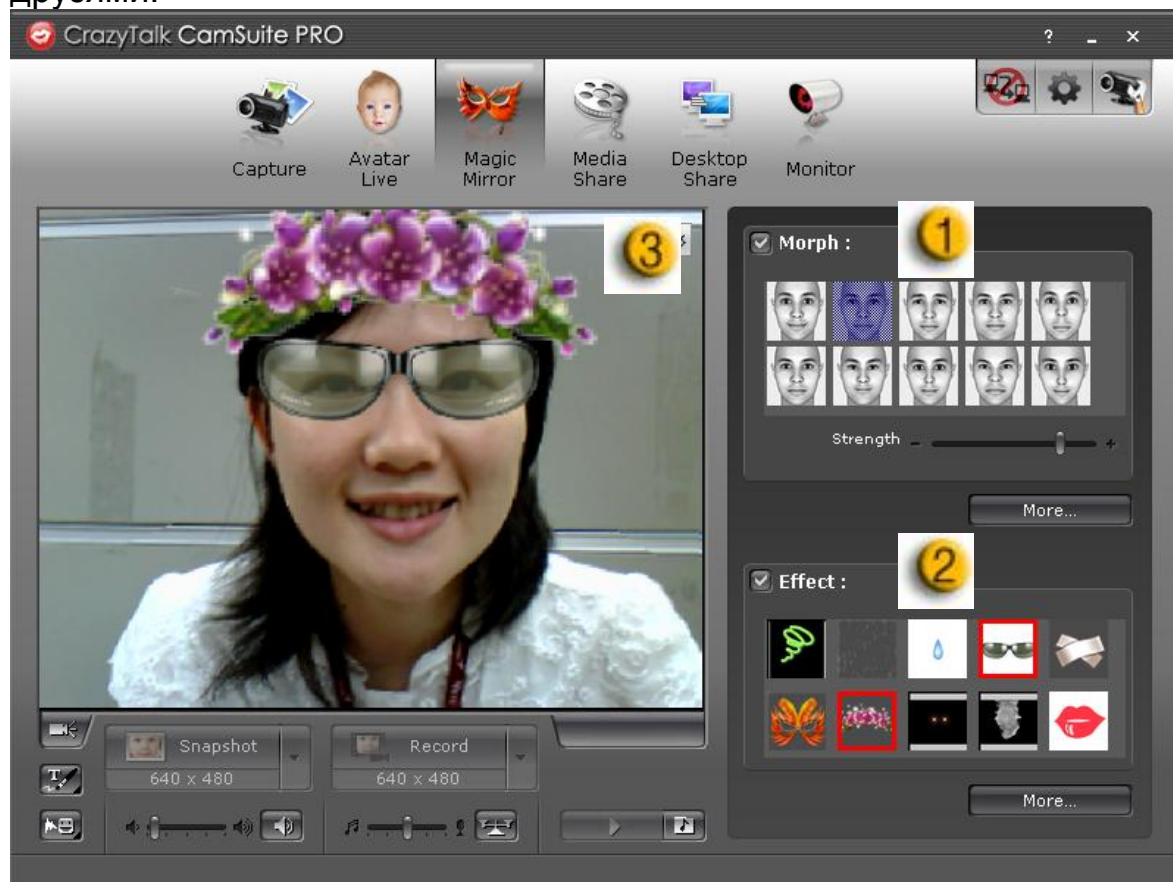 друзями.
CrazyTalk CamSuite PRO
?
Capture
Avatar
Live
Magic
Mirror
Media
Share
Desktop
Share
Monitor
3
Morph :
1
Strength - +
More...
Effect :
2
More...
Snapshot
640 x 480
Record
640 x 480